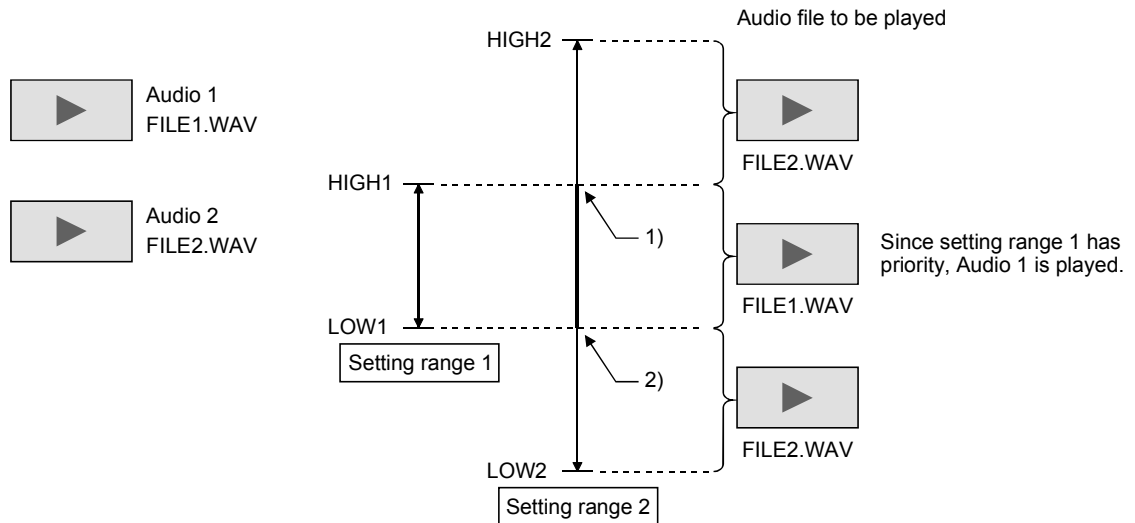 Audio file to be played
HIGH2
Audio 1
FILE1.WAV
FILE2.WAV
HIGH1
Audio 2
FILE2.WAV
1)
Since setting range 1 has
priority, Audio 1 is played.
FILE1.WAV
LOW1
Setting range 1
2)
FILE2.WAV
LOW2
Setting range 2